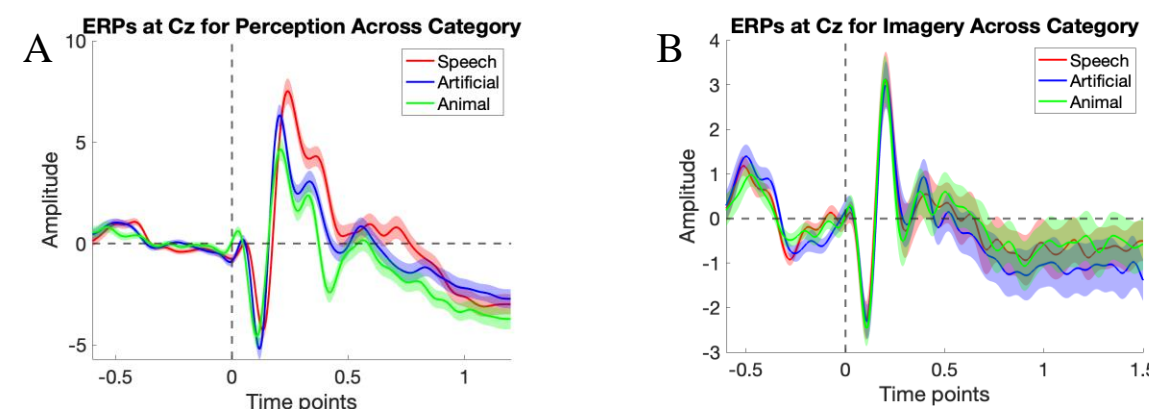 A
ERPs at Cz for Perception Across Category
10
5
0
-5
Amplitude
Speech
Artificial
Animal
-0.5 0 0.5 1
Time points
B
ERPs at Cz for Imagery Across Category
4
3
2
1
0
-1
-2
-3
Amplitude
Speech
Artificial
Animal
-0.5 0 0.5 1 1.5
Time points